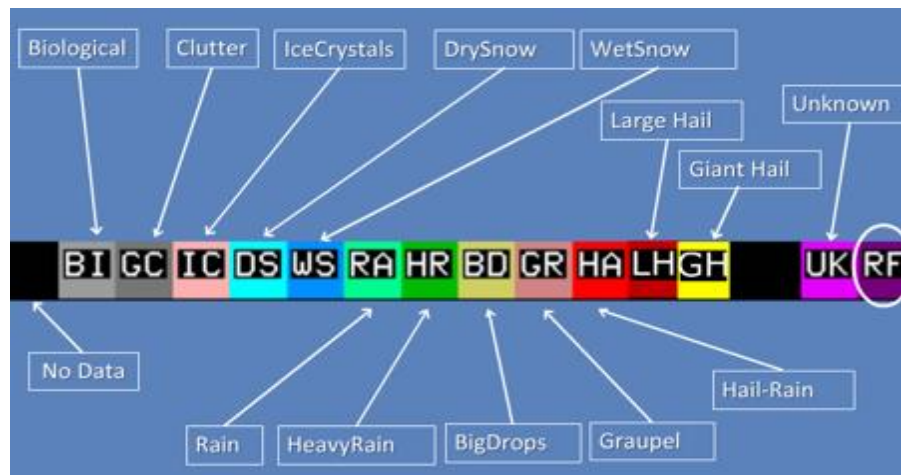 Biological
Clutter
IceCrystals
DrySnow
WetSnow
Large Hail
Unknown
Giant Hail
BI GC IC DS WS RA HR BD GR HA LH GH UK RF
No Data
Hail-Rain
Rain
HeavyRain
BigDrops
Graupel